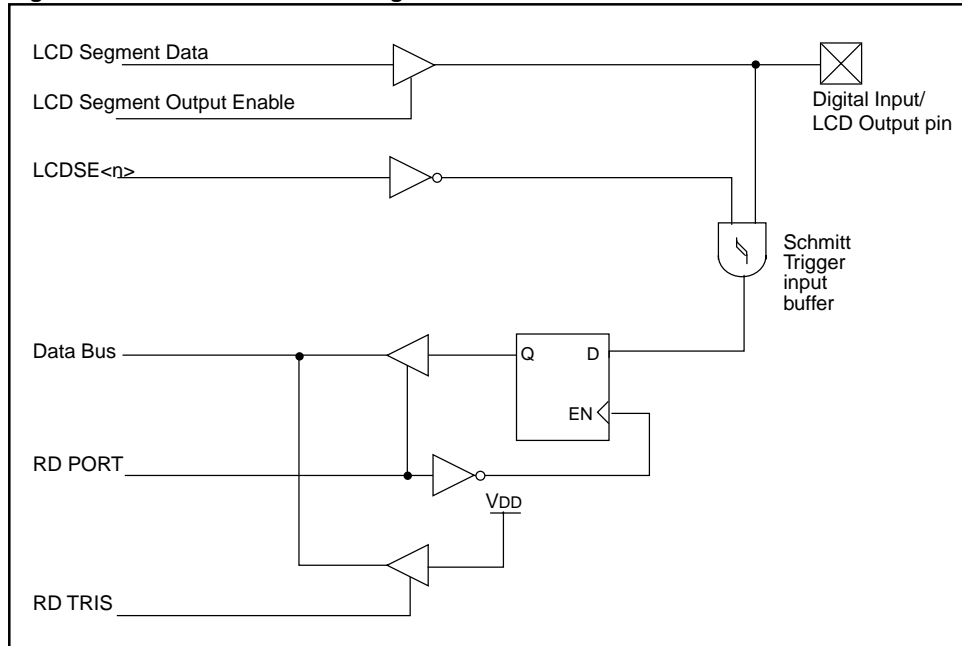 LCD Segment Data
LCD Segment Output Enable
Digital Input/
LCD Output pin
LCDSE<n>
Schmitt
Trigger
input
buffer
Data Bus
Q D
EN
RD PORT
VDD
RD TRIS